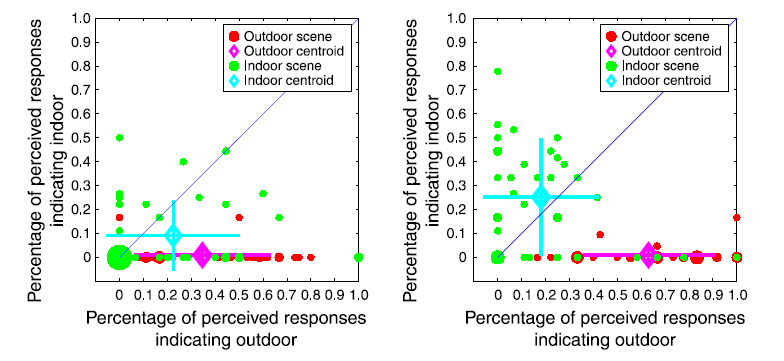 Percentage of perceived responses
indicating indoor
1.0
0.9
0.8
0.7
0.6
0.5
0.4
0.3
0.2
0.1
0
Outdoor scene
Outdoor centroid
Indoor scene
Indoor centroid
0 0.1 0.2 0.3 0.4 0.5 0.6 0.7 0.8 0.9 1.0
Percentage of perceived responses
indicating outdoor
Percentage of perceived responses
indicating indoor
1.0
0.9
0.8
0.7
0.6
0.5
0.4
0.3
0.2
0.1
0
Outdoor scene
Outdoor centroid
Indoor scene
Indoor centroid
0 0.1 0.2 0.3 0.4 0.5 0.6 0.7 0.8 0.9 1.0
Percentage of perceived responses
indicating outdoor